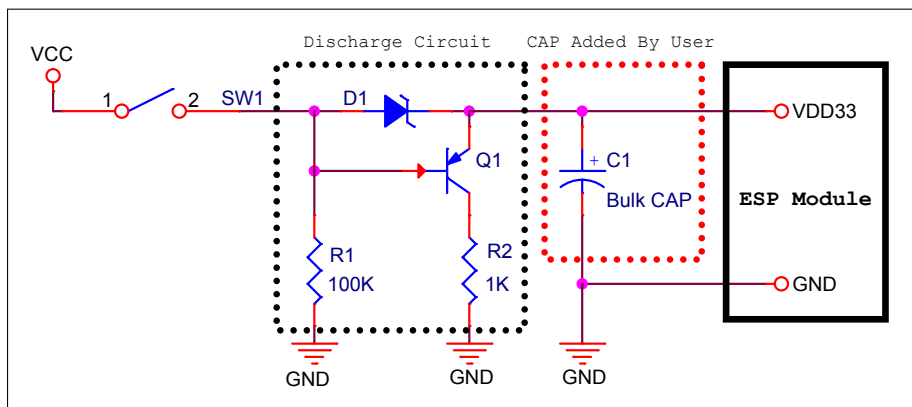 Discharge Circuit
CAP Added By User
VCC
1
2
SW1
D1
Q1
R1
100K
R2
1K
+
C1
Bulk CAP
VDD33
ESP Module
GND
GND
GND
GND